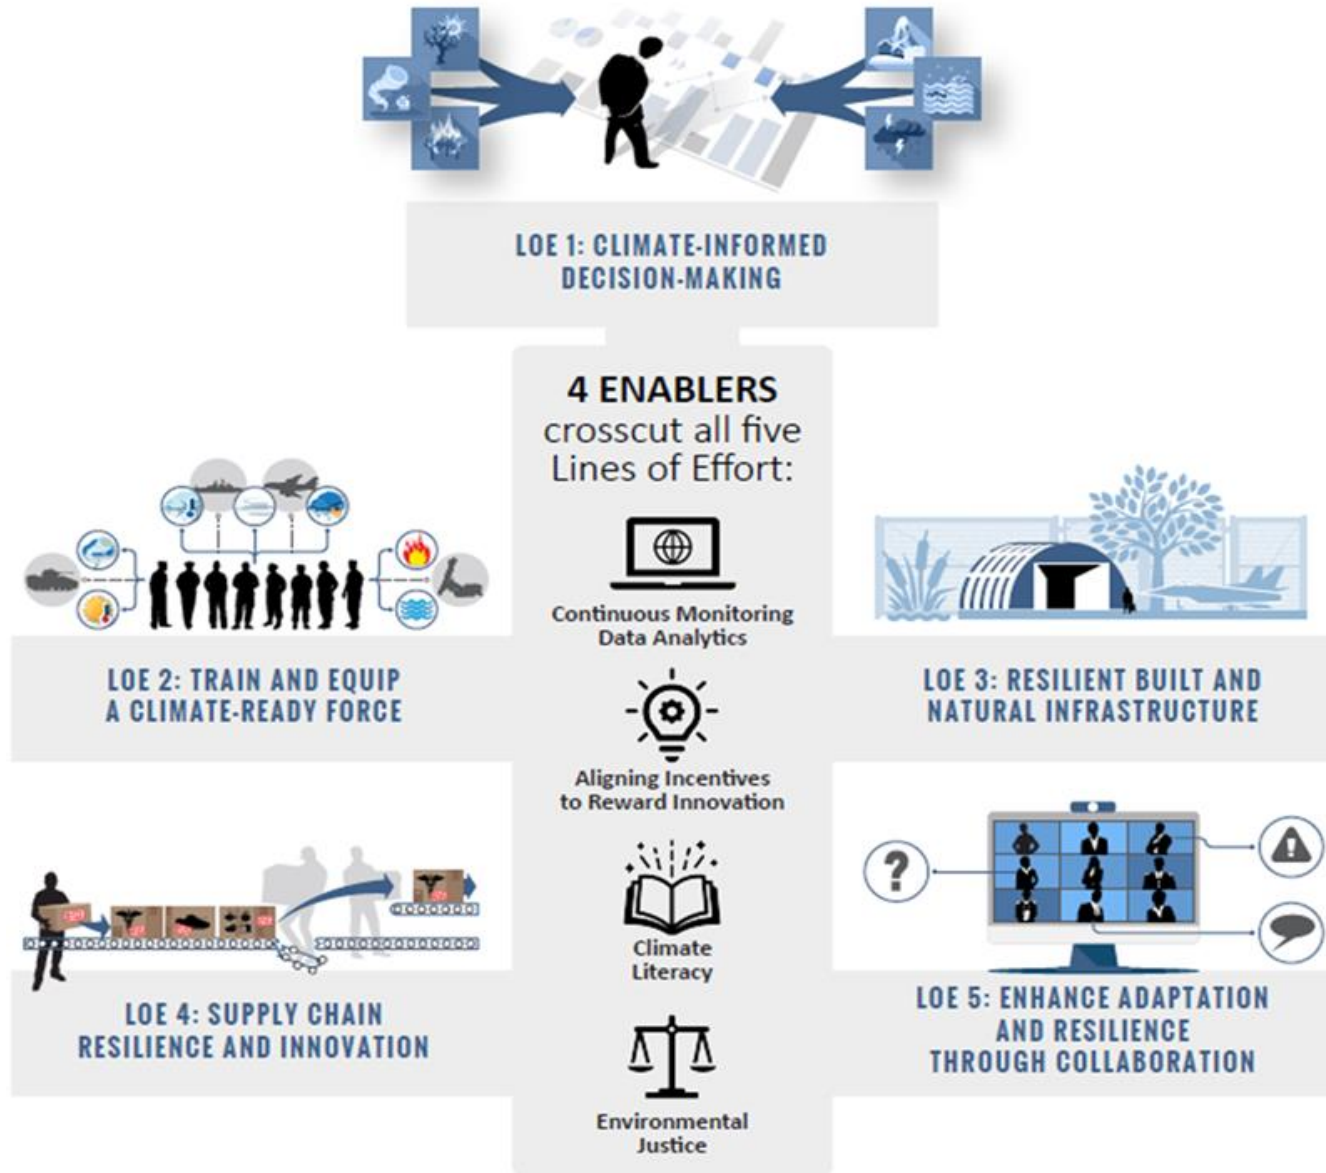 LOE 1: CLIMATE-INFORMED
DECISION-MAKING
4 ENABLERS
crosscut all five
Lines of Effort:
Continuous Monitoring
Data Analytics
Aligning Incentives
to Reward Innovation
Climate
Literacy
Environmental
Justice
LOE 2: TRAIN AND EQUIP
A CLIMATE-READY FORCE
LOE 3: RESILIENT BUILT AND
NATURAL INFRASTRUCTURE
LOE 4: SUPPLY CHAIN
RESILIENCE AND INNOVATION
?
!
LOE 5: ENHANCE ADAPTATION
AND RESILIENCE
THROUGH COLLABORATION